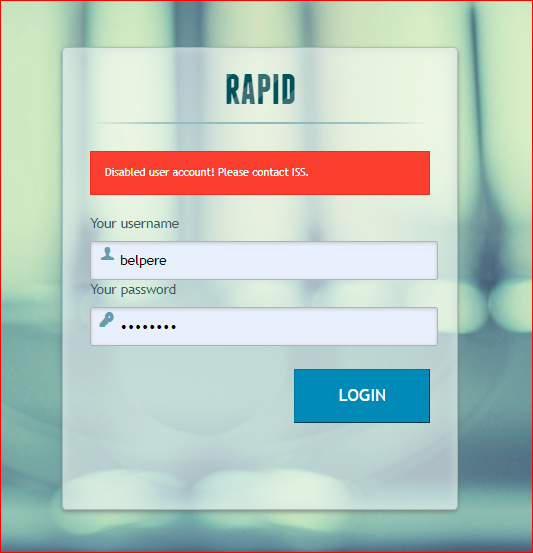 RAPID
Disabled user account! Please contact ISS.
Your username
belpere
Your password
••••••••
LOGIN